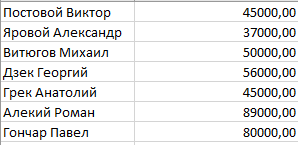 Постовой Виктор 45000,00
Яровой Александр 37000,00
Витюгов Михаил 50000,00
Дзек Георгий 56000,00
Грек Анатолий 45000,00
Алекий Роман 89000,00
Гончар Павел 80000,00